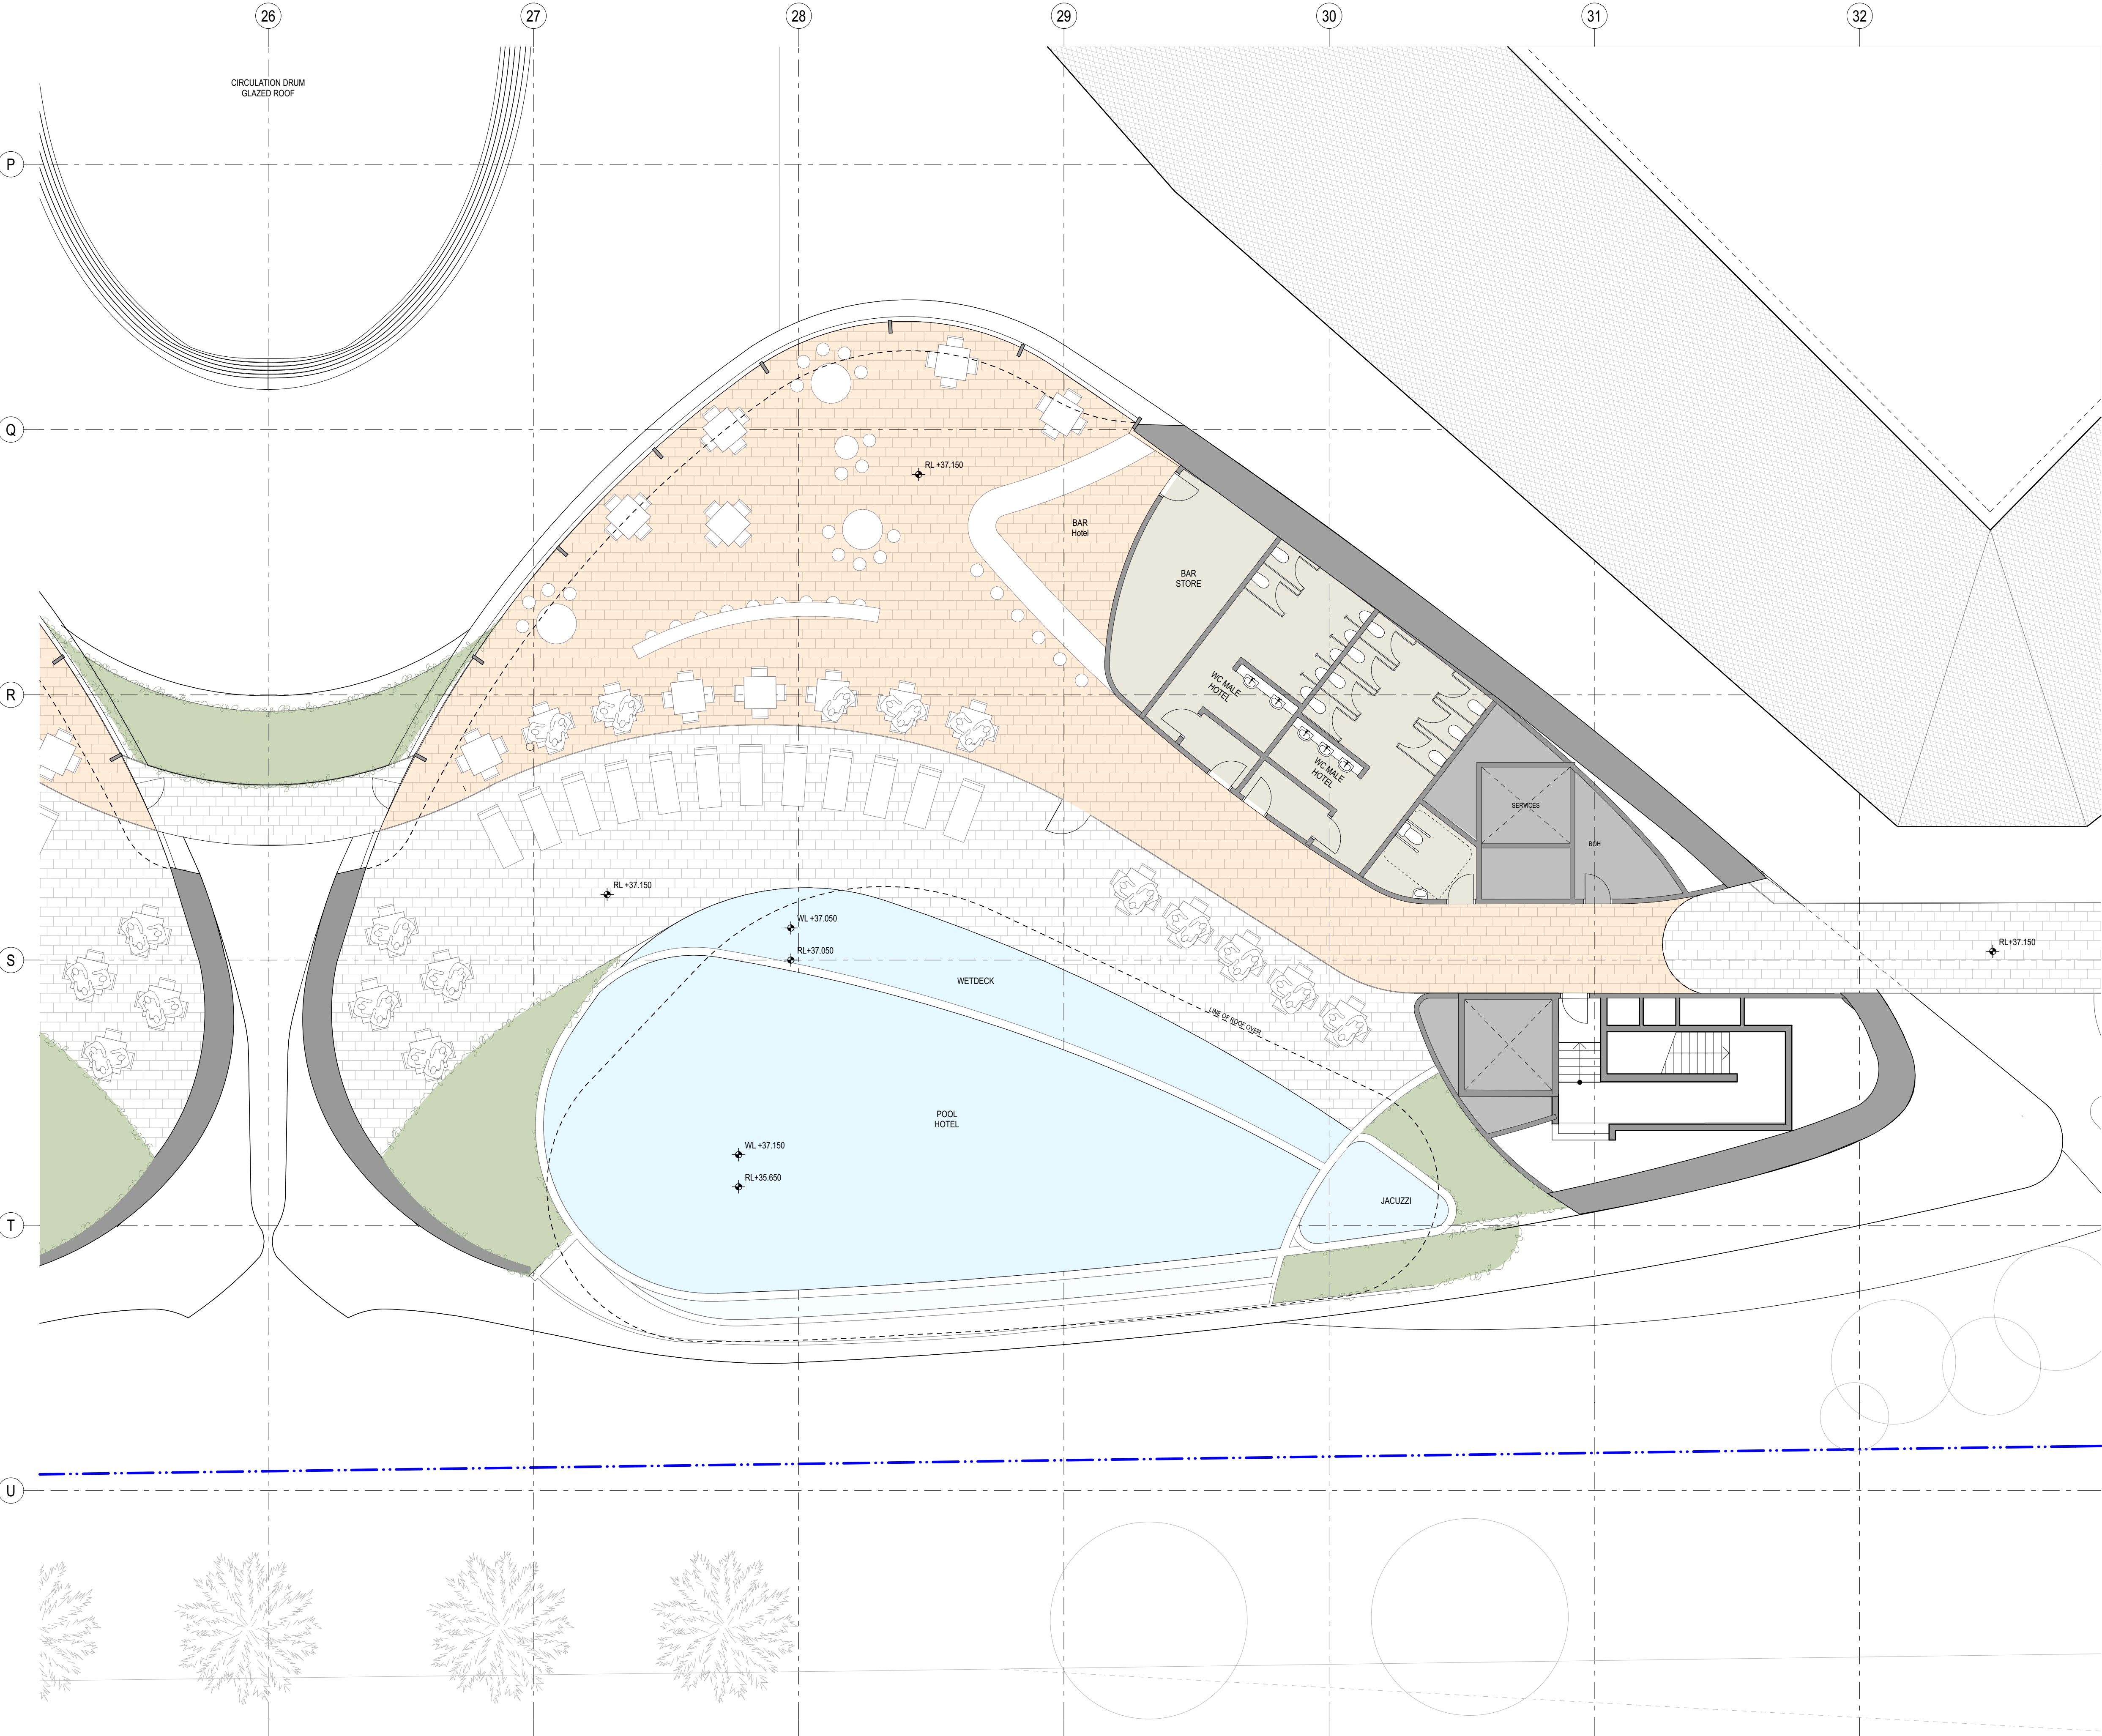 26
27
28
29
30
31
32
CIRCULATION DRUM
GLAZED ROOF
P
Q
RL +37.150
BAR
Hotel
BAR
STORE
R
WC MALE
HOTEL
WC MALE
HOTEL
SERVICES
BOH
RL +37.150
WL +37.050
RL+37.050
S
RL+37.150
WETDECK
LINE OF ROOF OVER
POOL
HOTEL
WL +37.150
RL+35.650
JACUZZI
T
U